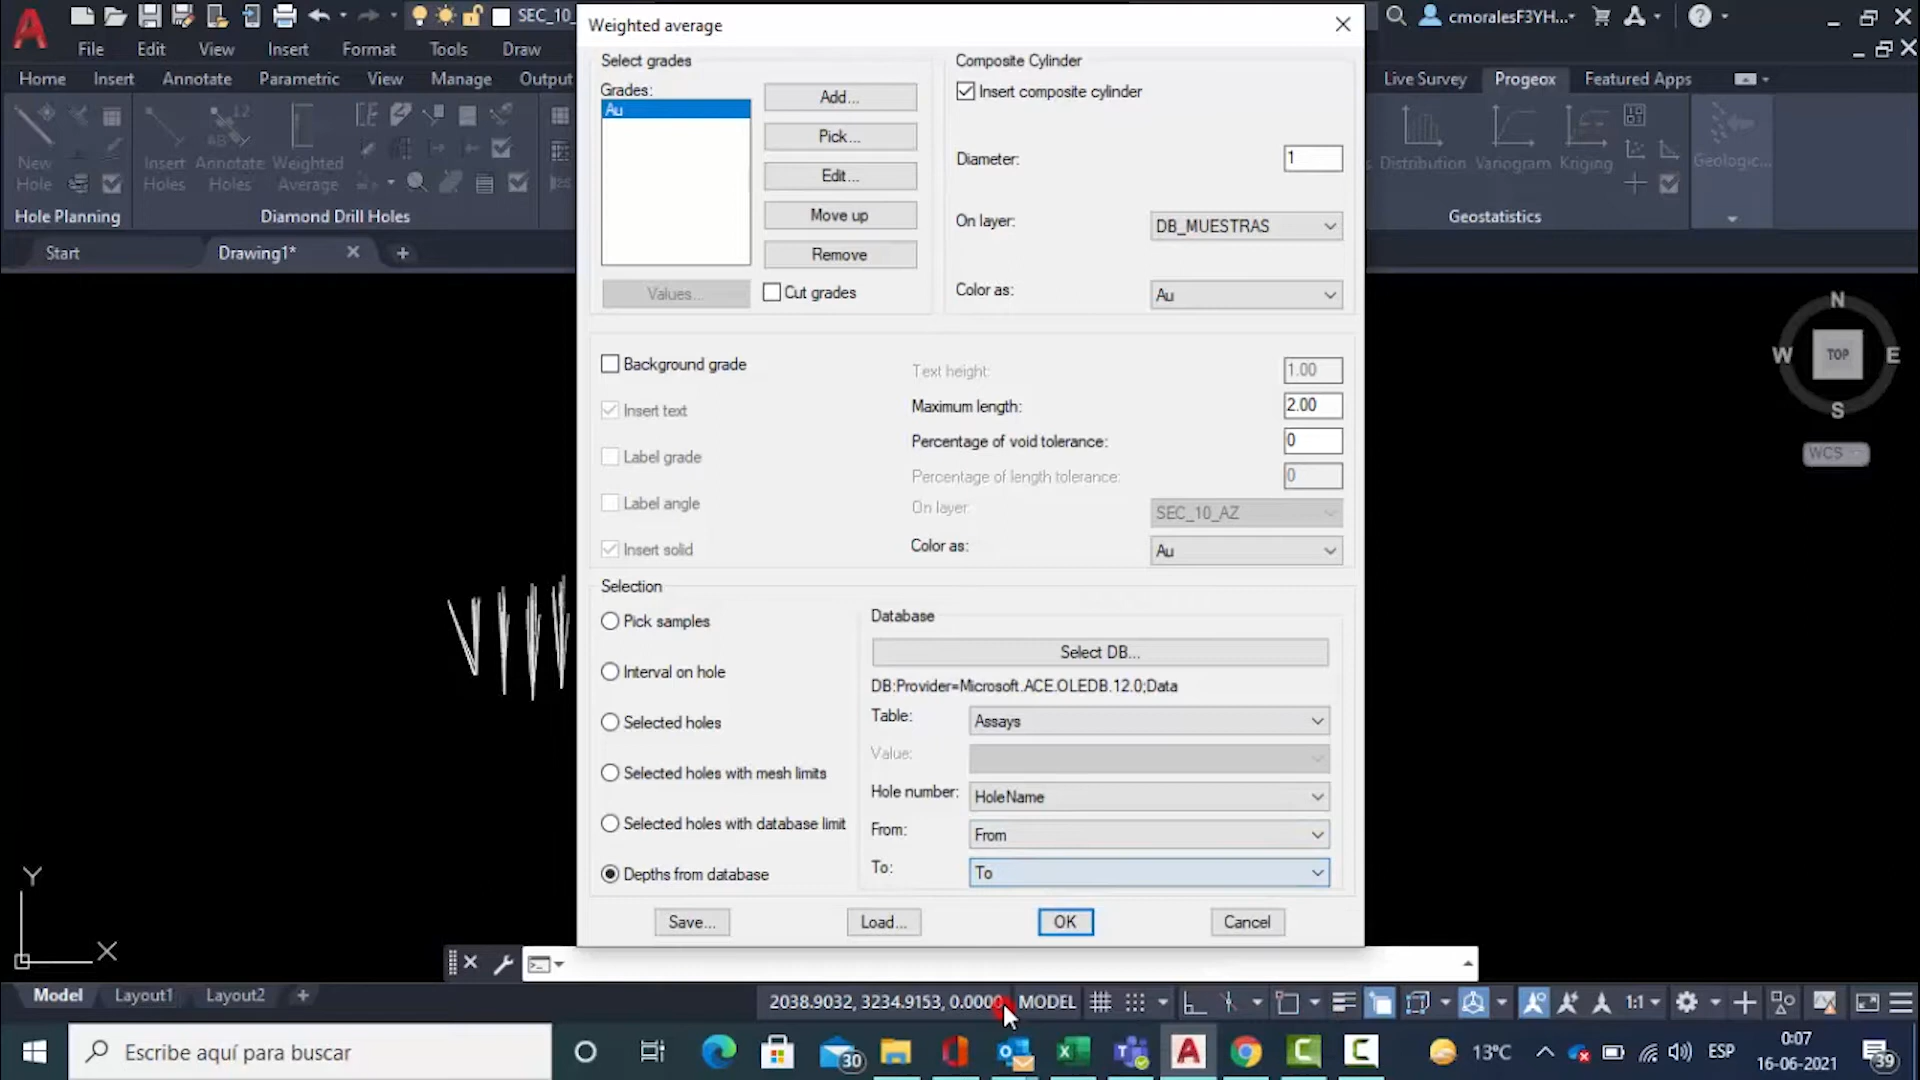 SEC_10_
Weighted average
cmoralesF3YH...
File Edit View Insert Format Tools Draw
Home Insert Annotate Parametric View Manage Output
Live Survey Progeox Featured Apps
New Hole
Insert Holes
Annotate Holes
Weighted Average
Distribution Variogram Kriging
Geologic...
Hole Planning
Diamond Drill Holes
Geostatistics
Start
Drawing1*
Select grades
Grades:
Au
Add...
Pick...
Edit...
Move up
Remove
Values...
Cut grades
Composite Cylinder
Insert composite cylinder
Diameter: 1
On layer: DB_MUESTRAS
Color as: Au
Background grade
Insert text
Label grade
Label angle
Insert solid
Text height: 1.00
Maximum length: 2.00
Percentage of void tolerance: 0
Percentage of length tolerance: 0
On layer: SEC_10_AZ
Color as: Au
Selection
Pick samples
Interval on hole
Selected holes
Selected holes with mesh limits
Selected holes with database limit
Depths from database
Database
Select DB...
DB:Provider=Microsoft.ACE.OLEDB.12.0;Data
Table: Assays
Value:
Hole number: HoleName
From: From
To: To
Save...
Load...
OK
Cancel
N
W TOP E
S
WCS
Y
X
Model Layout1 Layout2
2038.9032, 3234.9153, 0.0000 MODEL
1:1
Escribe aquí para buscar
30
13°C
ESP
0:07
16-06-2021
39